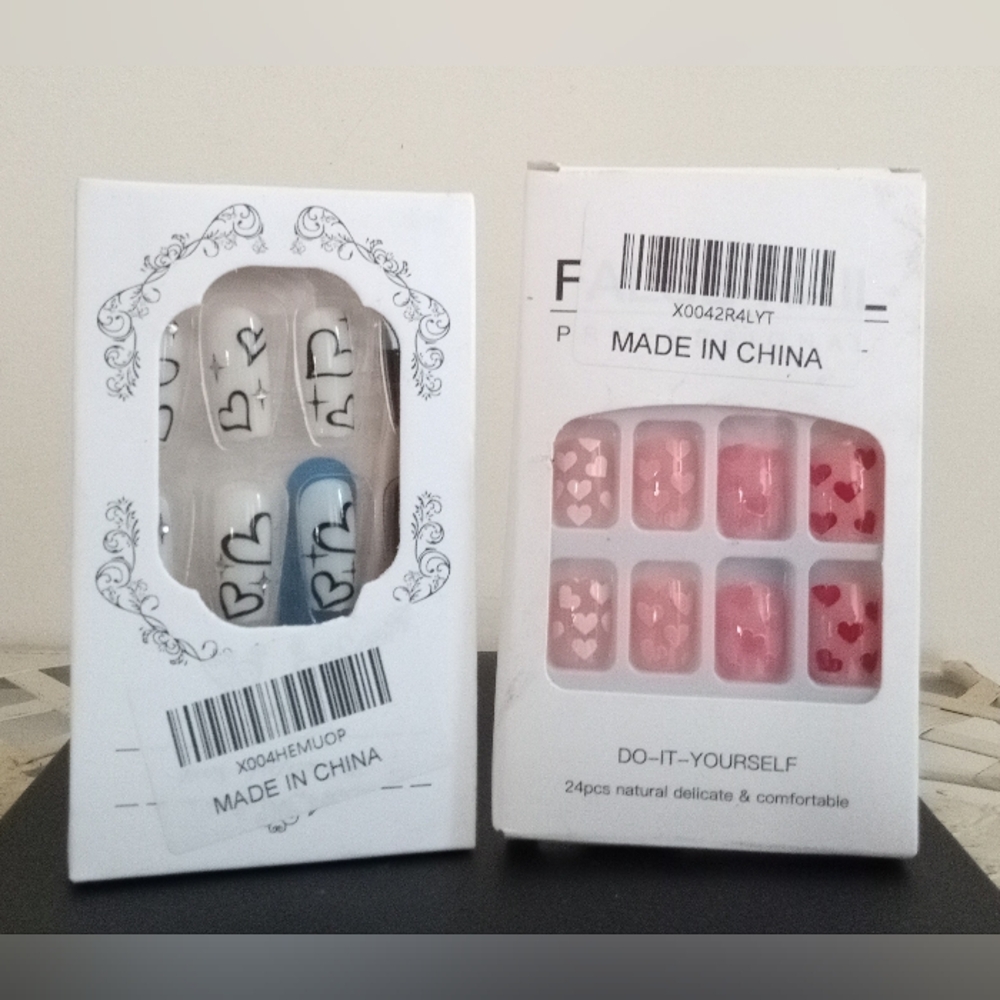 X004HEMUOP
MADE IN CHINA
F
P
X0042R4LYT
MADE IN CHINA
DO-IT-YOURSELF
24pcs natural delicate & comfortable